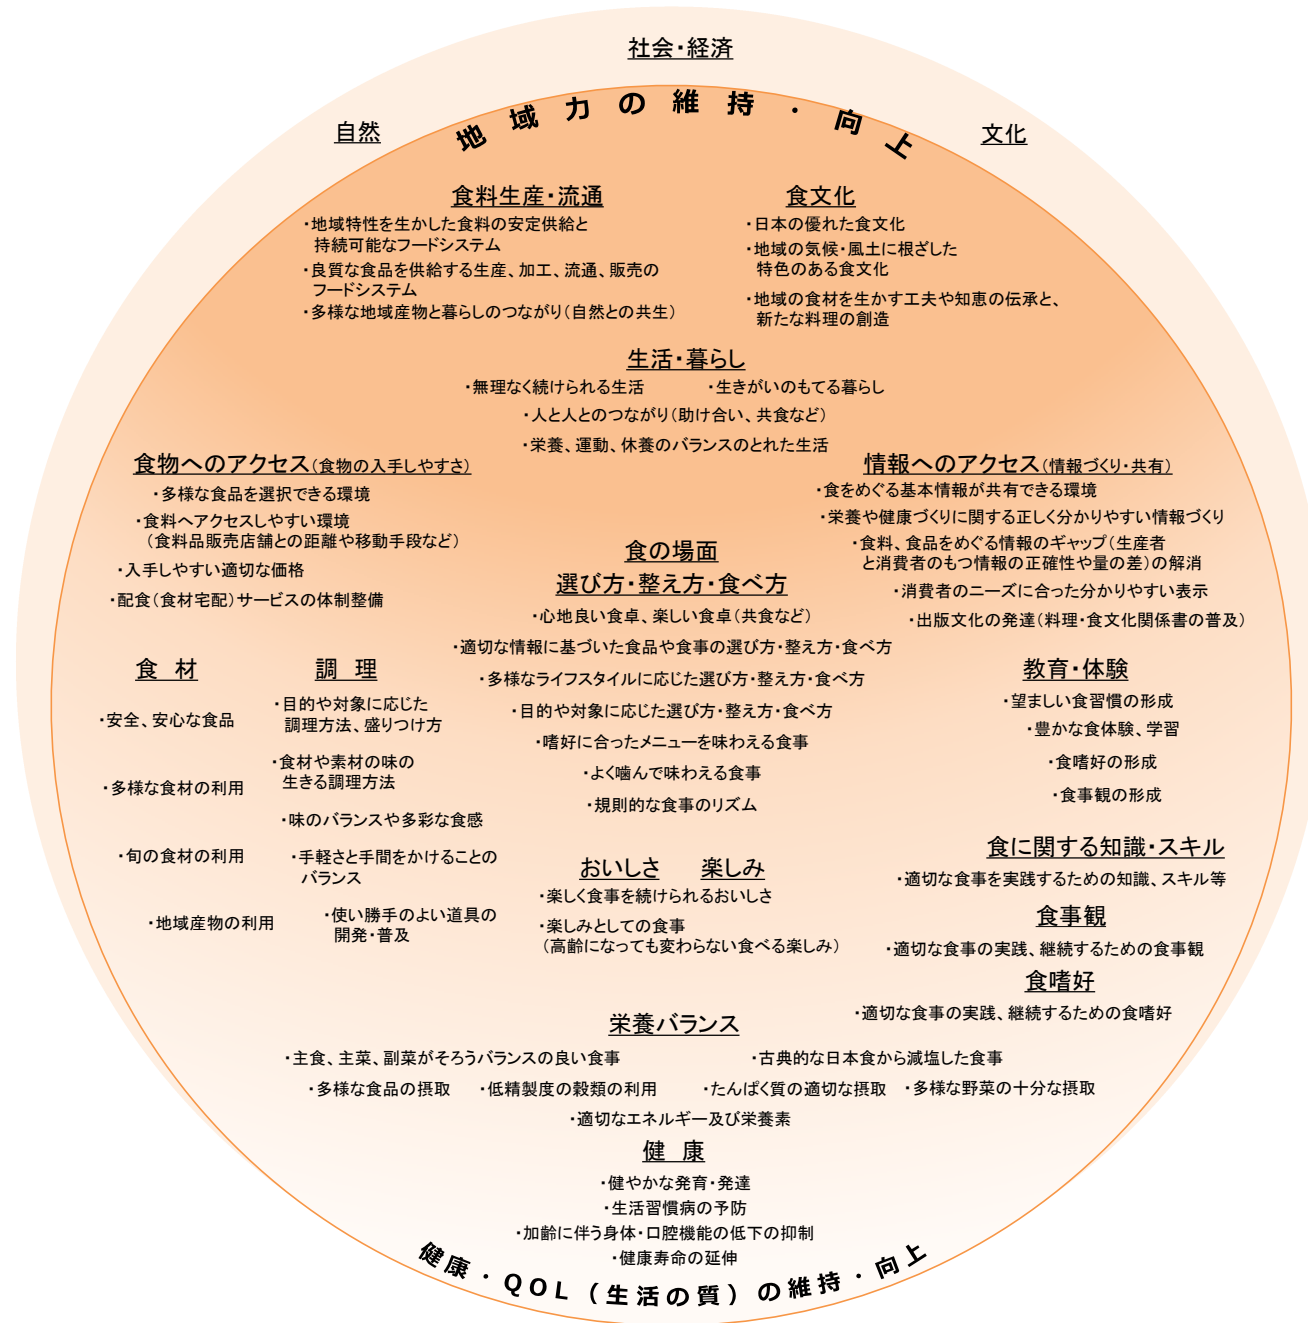 社会・経済
自然
文化
地域力の維持・向上
食料生産・流通
・地域特性を生かした食料の安定供給と
持続可能なフードシステム
・良質な食品を供給する生産、加工、流通、販売の
フードシステム
・多様な地域産物と暮らしのつながり（自然との共生）
食文化
・日本の優れた食文化
・地域の気候・風土に根ざした
特色のある食文化
・地域の食材を生かす工夫や知恵の伝承と、
新たな料理の創造
生活・暮らし
・無理なく続けられる生活
・生きがいのもてる暮らし
・人と人とのつながり（助け合い、共食など）
・栄養、運動、休養のバランスのとれた生活
食物へのアクセス（食物の入手しやすさ）
・多様な食品を選択できる環境
・食料へアクセスしやすい環境
（食料品販売店舗との距離や移動手段など）
・入手しやすい適切な価格
・配食（食材宅配）サービスの体制整備
情報へのアクセス（情報づくり・共有）
・食をめぐる基本情報が共有できる環境
・栄養や健康づくりに関する正しく分かりやすい情報づくり
・食料、食品をめぐる情報のギャップ（生産者
と消費者のもつ情報の正確性や量の差）の解消
・消費者のニーズに合った分かりやすい表示
・出版文化の発達（料理・食文化関係書の普及）
食の場面
選び方・整え方・食べ方
・心地良い食卓、楽しい食卓（共食など）
・適切な情報に基づいた食品や食事の選び方・整え方・食べ方
・多様なライフスタイルに応じた選び方・整え方・食べ方
・目的や対象に応じた選び方・整え方・食べ方
・嗜好に合ったメニューを味わえる食事
・よく噛んで味わえる食事
・規則的な食事のリズム
食　材
・安全、安心な食品
・多様な食材の利用
・旬の食材の利用
・地域産物の利用
調　理
・目的や対象に応じた
調理方法、盛りつけ方
・食材や素材の味の
生きる調理方法
・味のバランスや多彩な食感
・手軽さと手間をかけることの
バランス
・使い勝手のよい道具の
開発・普及
教育・体験
・望ましい食習慣の形成
・豊かな食体験、学習
・食嗜好の形成
・食事観の形成
おいしさ　楽しみ
・楽しく食事を続けられるおいしさ
・楽しみとしての食事
（高齢になっても変わらない食べる楽しみ）
食に関する知識・スキル
・適切な食事を実践するための知識、スキル等
食事観
・適切な食事の実践、継続するための食事観
食嗜好
・適切な食事の実践、継続するための食嗜好
栄養バランス
・主食、主菜、副菜がそろうバランスの良い食事
・古典的な日本食から減塩した食事
・多様な食品の摂取
・低精製度の穀類の利用
・たんぱく質の適切な摂取
・多様な野菜の十分な摂取
・適切なエネルギー及び栄養素
健　康
・健やかな発育・発達
・生活習慣病の予防
・加齢に伴う身体・口腔機能の低下の抑制
・健康寿命の延伸
健康・QOL（生活の質）の維持・向上